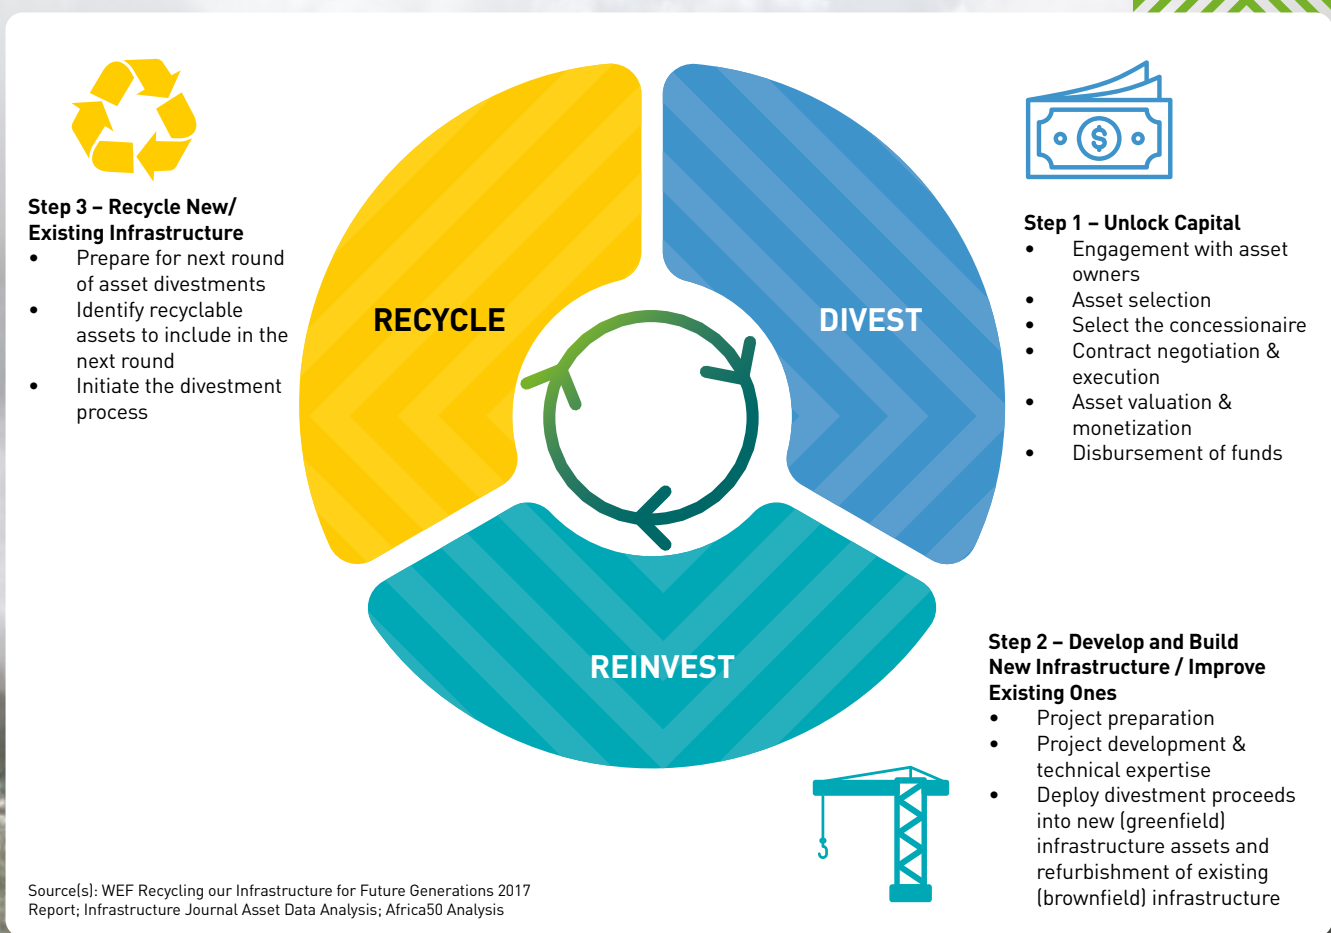 Step 3 – Recycle New/
Existing Infrastructure
• Prepare for next round
of asset divestments
• Identify recyclable
assets to include in the
next round
• Initiate the divestment
process
RECYCLE
DIVEST
REINVEST
$
Step 1 – Unlock Capital
• Engagement with asset
owners
• Asset selection
• Select the concessionaire
• Contract negotiation &
execution
• Asset valuation &
monetization
• Disbursement of funds
Step 2 – Develop and Build
New Infrastructure / Improve
Existing Ones
• Project preparation
• Project development &
technical expertise
• Deploy divestment proceeds
into new (greenfield)
infrastructure assets and
refurbishment of existing
(brownfield) infrastructure
Source(s): WEF Recycling our Infrastructure for Future Generations 2017
Report; Infrastructure Journal Asset Data Analysis; Africa50 Analysis